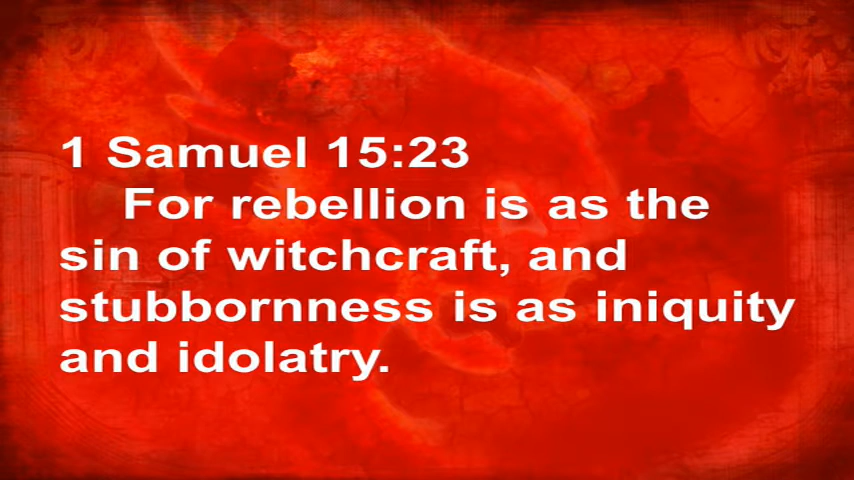 1 Samuel 15:23
For rebellion is as the
sin of witchcraft, and
stubbornness is as iniquity
and idolatry.